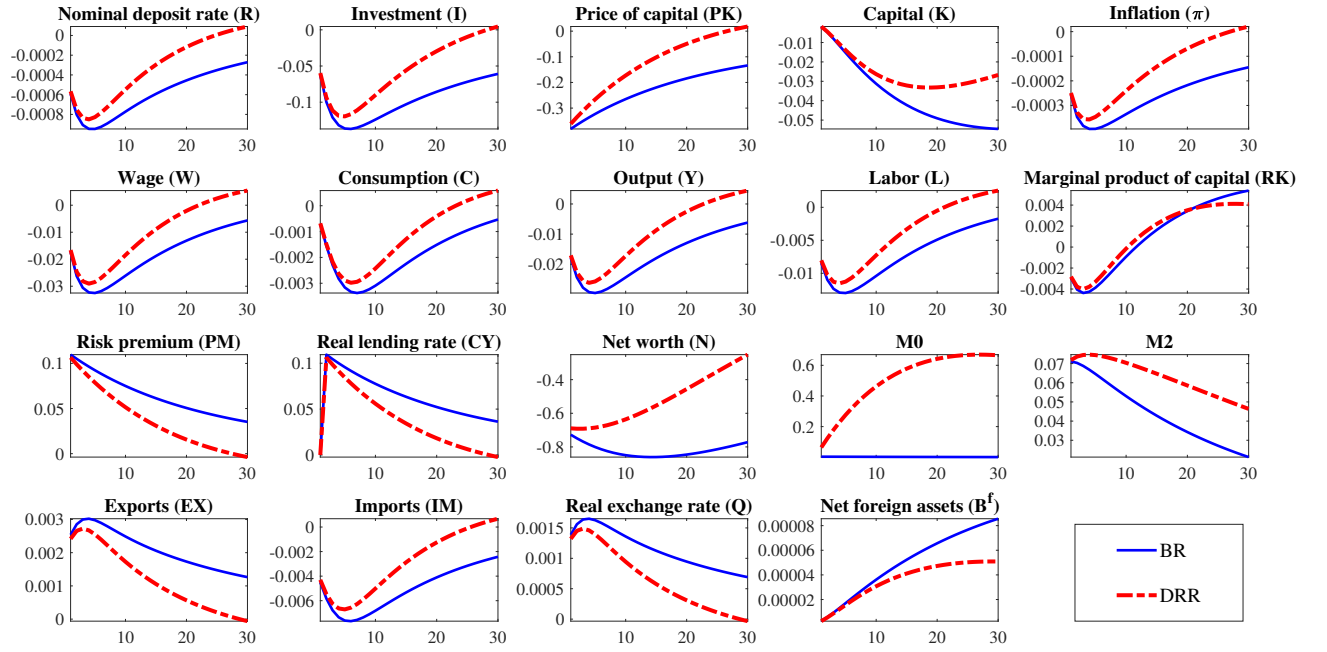 Nominal deposit rate (R)
0
-0.0002
-0.0004
-0.0006
-0.0008
10 20 30
Investment (I)
0
-0.05
-0.1
10 20 30
Price of capital (PK)
0
-0.1
-0.2
-0.3
10 20 30
Capital (K)
-0.01
-0.02
-0.03
-0.04
-0.05
10 20 30
Inflation (π)
0
-0.0001
-0.0002
-0.0003
10 20 30
Wage (W)
0
-0.01
-0.02
-0.03
10 20 30
Consumption (C)
0
-0.001
-0.002
-0.003
10 20 30
Output (Y)
0
-0.01
-0.02
10 20 30
Labor (L)
0
-0.005
-0.01
10 20 30
Marginal product of capital (RK)
0.004
0.002
0
-0.002
-0.004
10 20 30
Risk premium (PM)
0.1
0.05
0
10 20 30
Real lending rate (CY)
0.1
0.05
0
10 20 30
Net worth (N)
-0.4
-0.6
-0.8
10 20 30
M0
0.6
0.4
0.2
10 20 30
M2
0.07
0.06
0.05
0.04
0.03
10 20 30
Exports (EX)
0.003
0.002
0.001
0
10 20 30
Imports (IM)
0
-0.002
-0.004
-0.006
10 20 30
Real exchange rate (Q)
0.0015
0.001
0.0005
0
10 20 30
Net foreign assets (B^f)
0.00008
0.00006
0.00004
0.00002
10 20 30
BR
DRR